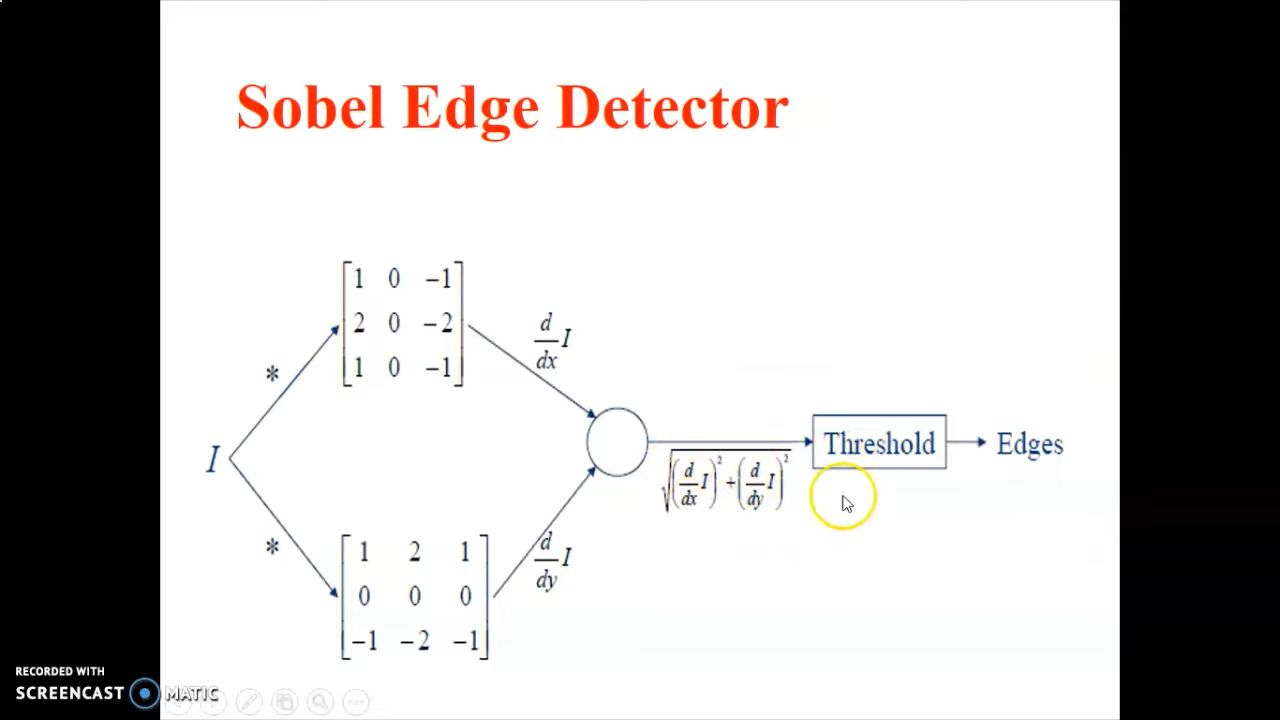 Sobel Edge Detector
1 0 −1
2 0 −2
1 0 −1
d/dx I
*
I
√((d/dx I)² + (d/dy I)²)
Threshold
Edges
*
1 2 1
0 0 0
−1 −2 −1
d/dy I
RECORDED WITH
SCREENCAST MATIC